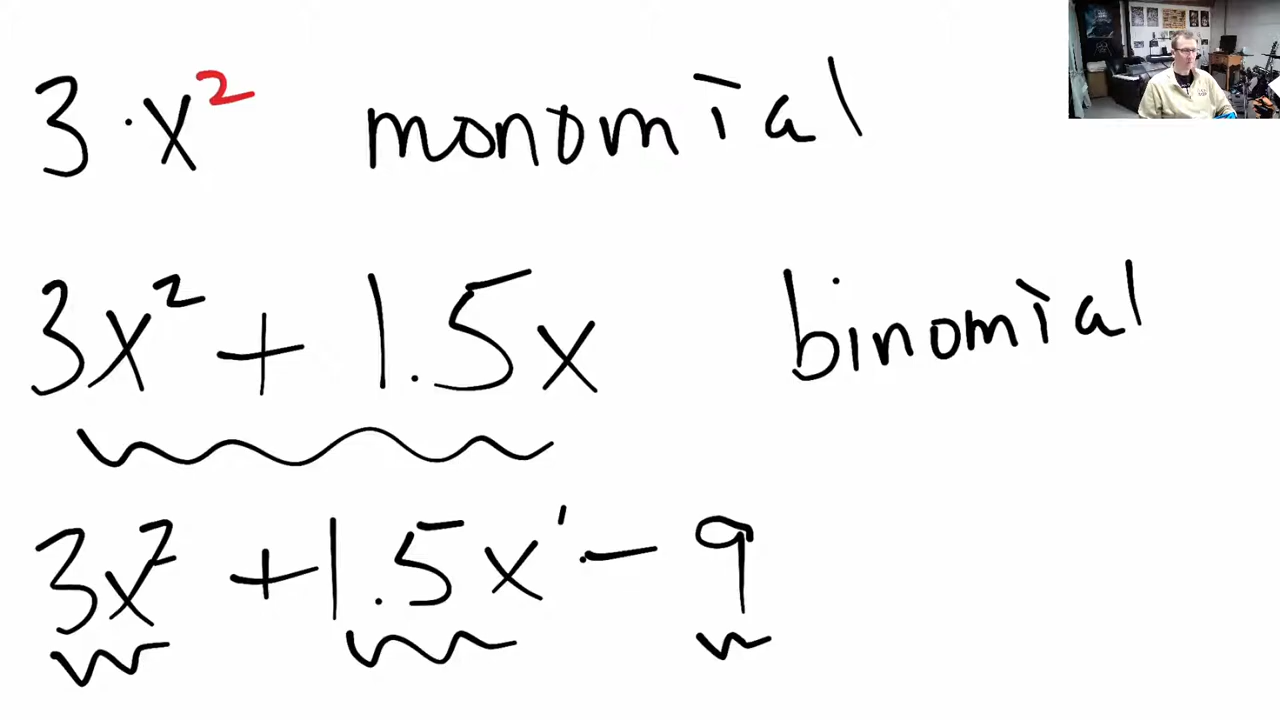 3 · x² monomial
3x² + 1.5x binomial
3x² + 1.5x¹ - 9